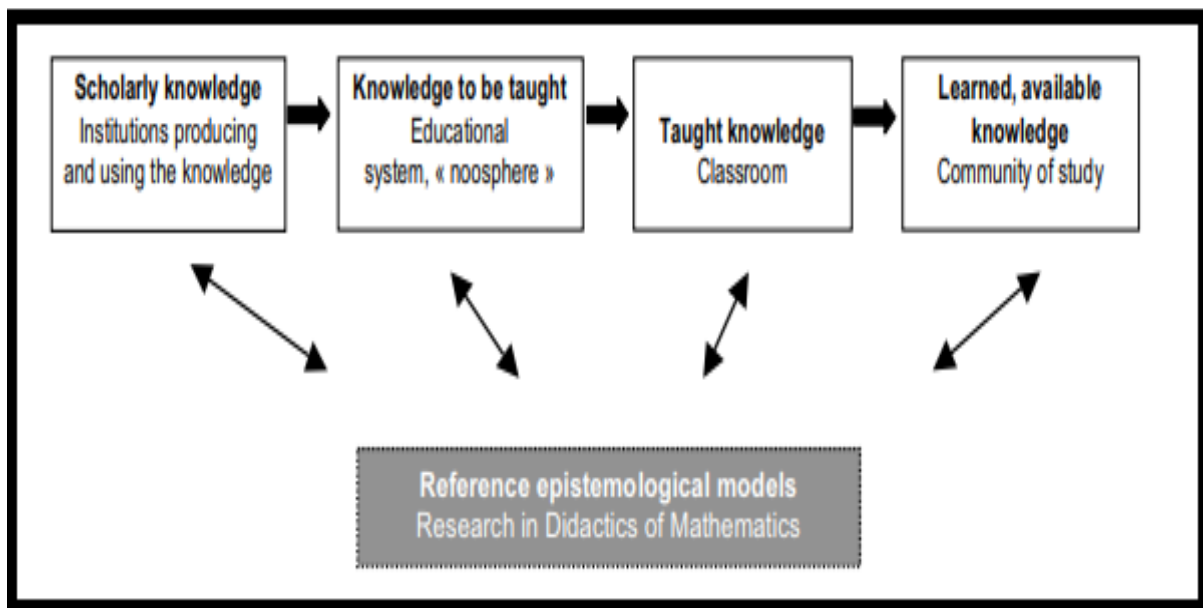 Scholarly knowledge
Institutions producing
and using the knowledge
Knowledge to be taught
Educational
system, « noosphere »
Taught knowledge
Classroom
Learned, available
knowledge
Community of study
Reference epistemological models
Research in Didactics of Mathematics